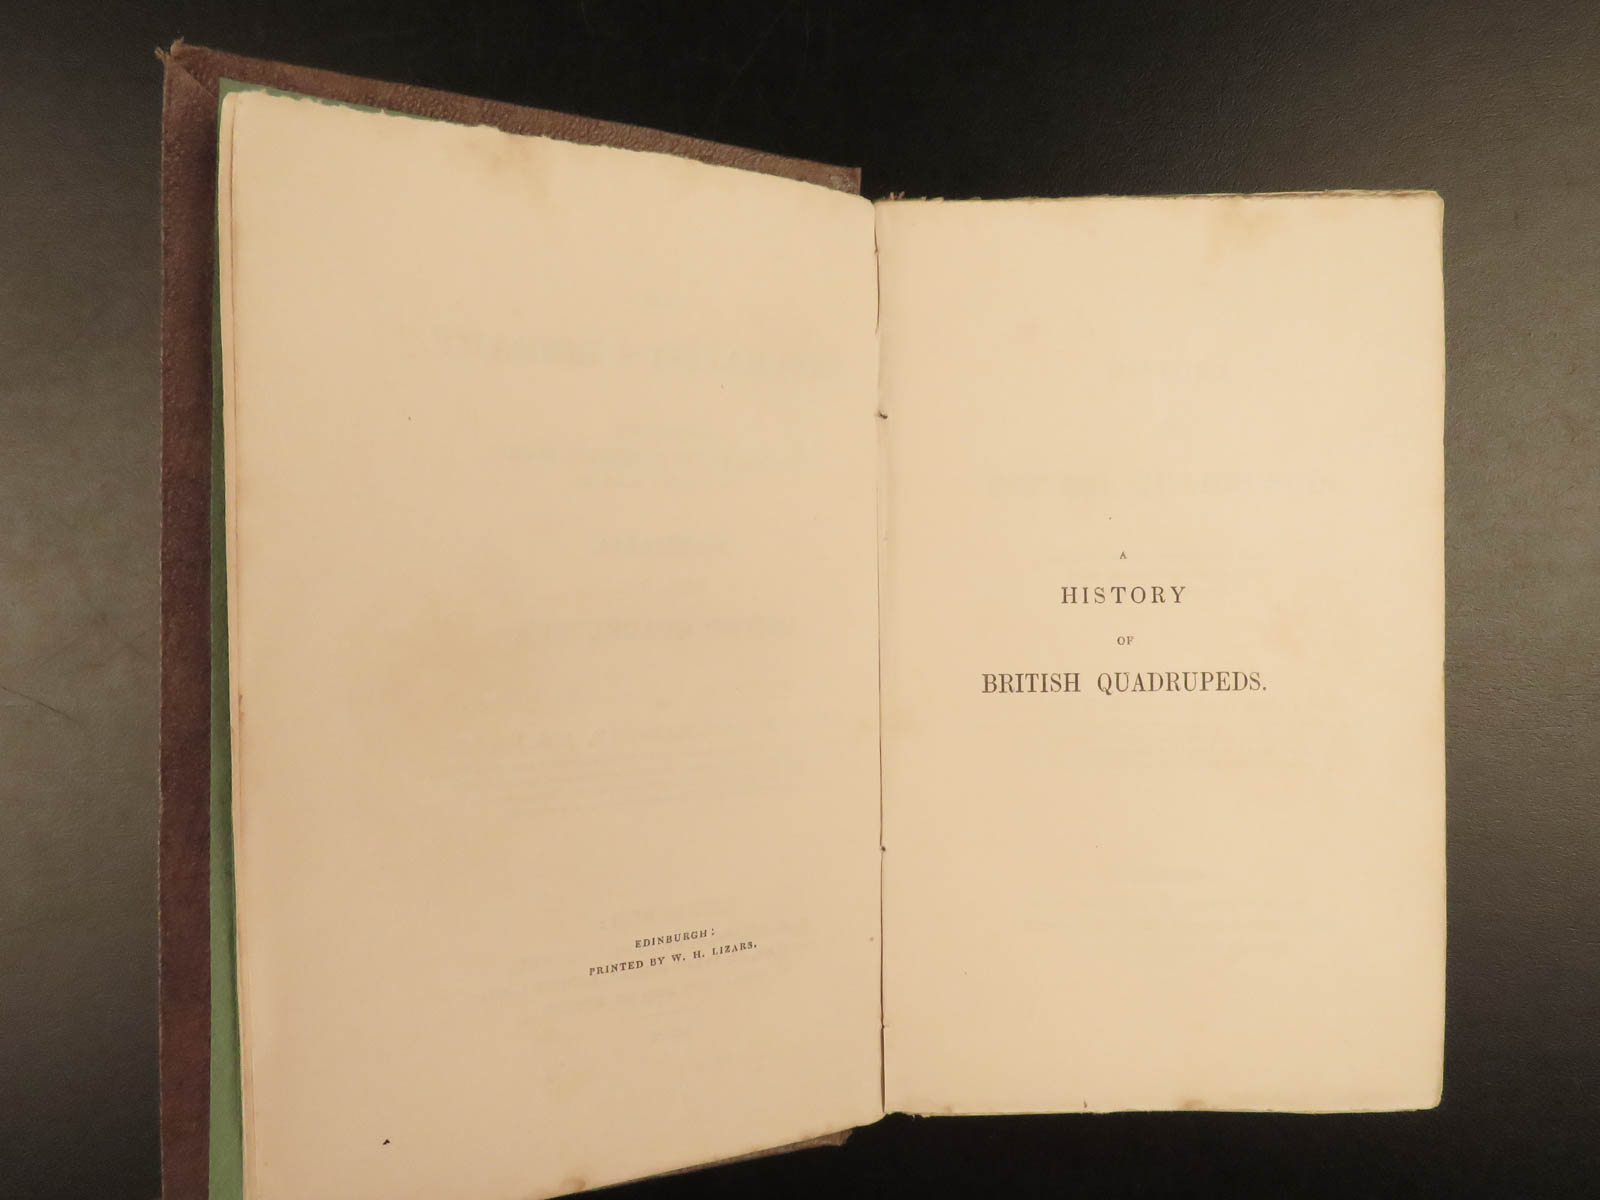 EDINBURGH:
PRINTED BY W. H. LIZARS.
A
HISTORY
OF
BRITISH QUADRUPEDS.